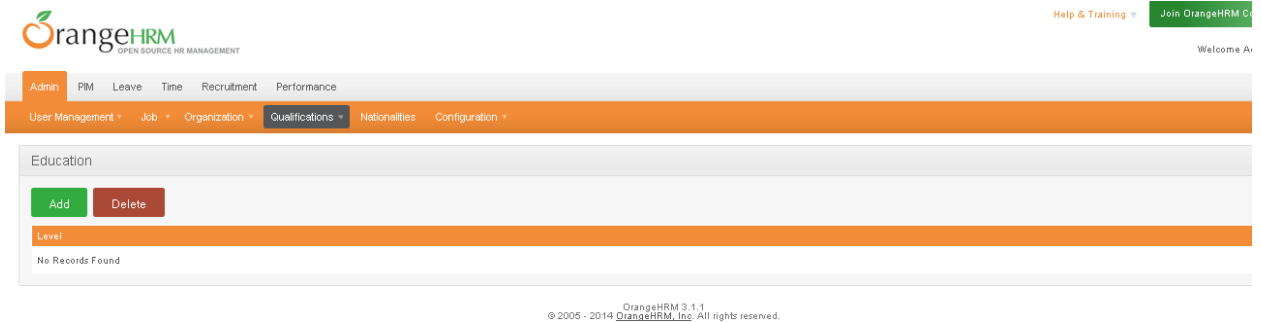 Help & Training
Join OrangeHRM
OrangeHRM
OPEN SOURCE HR MANAGEMENT
Welcome
Admin PIM Leave Time Recruitment Performance
User Management Job Organization Qualifications Nationalities Configuration
Education
Add Delete
Level
No Records Found
OrangeHRM 3.1.1
© 2005 - 2014 OrangeHRM, Inc. All rights reserved.